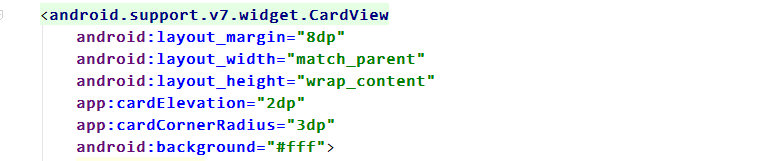 <android.support.v7.widget.CardView
android:layout_margin="8dp"
android:layout_width="match_parent"
android:layout_height="wrap_content"
app:cardElevation="2dp"
app:cardCornerRadius="3dp"
android:background="#fff">